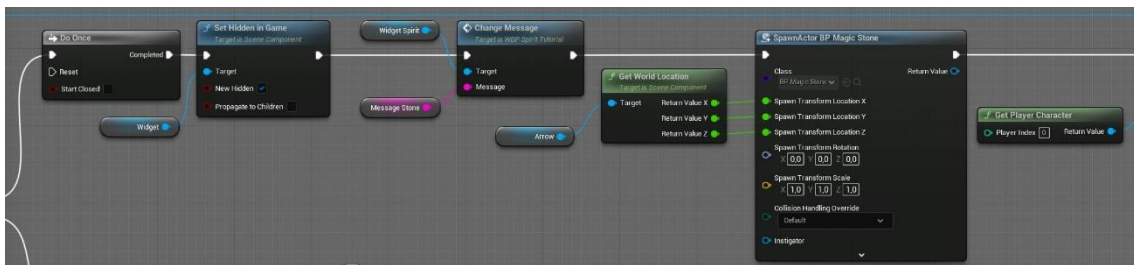 Do Once
Completed
Reset
Start Closed
Widget
Set Hidden in Game
Target is Scene Component
Target
New Hidden
Propagate to Children
Widget Spirit
Message Stone
Change Message
Target is WBP Spirit Tutorial
Target
Message
Arrow
Get World Location
Target is Scene Component
Target
Return Value X
Return Value Y
Return Value Z
SpawnActor BP Magic Stone
Class
Return Value
BP Magic Stone
Spawn Transform Location X
Spawn Transform Location Y
Spawn Transform Location Z
Spawn Transform Rotation
X 0,0 Y 0,0 Z 0,0
Spawn Transform Scale
X 1,0 Y 1,0 Z 1,0
Collision Handling Override
Default
Instigator
Get Player Character
Player Index 0 Return Value